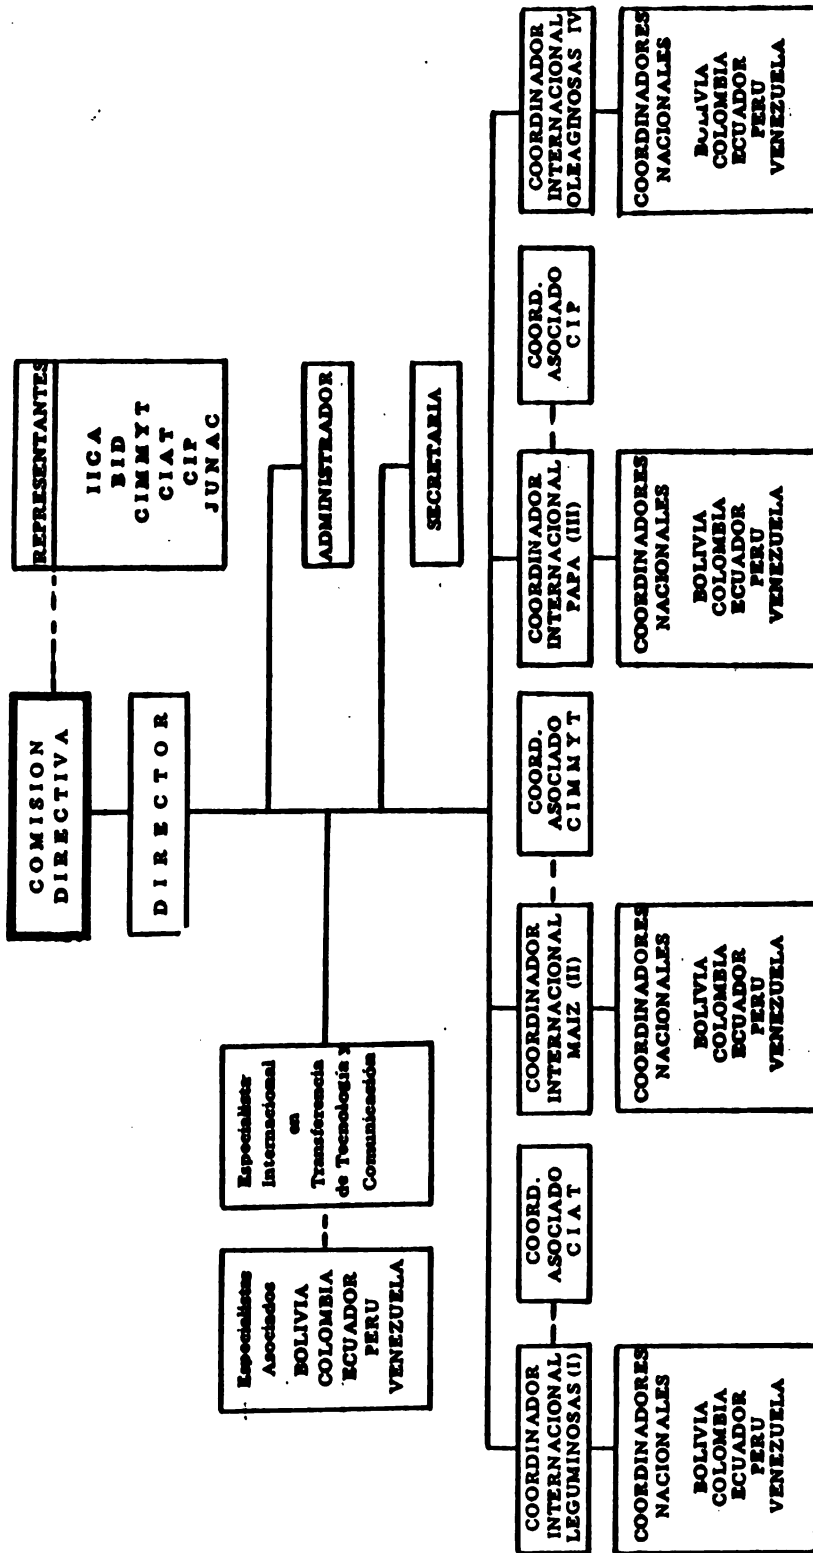 COMISION
DIRECTIVA
REPRESENTANTES
IICA
BID
CIMMYT
CIAT
CIP
JUNAC
DIRECTOR
ADMINISTRADOR
SECRETARIA
Especialistas
Asociados
BOLIVIA
COLOMBIA
ECUADOR
PERU
VENEZUELA
Especialista
Internacional
en
Transferencia
de Tecnología y
Comunicación
COORDINADOR
INTERNACIONAL
LEGUMINOSAS (I)
COORD.
ASOCIADO
CIAT
COORDINADOR
INTERNACIONAL
MAIZ (II)
COORD.
ASOCIADO
CIMMYT
COORDINADOR
INTERNACIONAL
PAPA (III)
COORD.
ASOCIADO
CIP
COORDINADOR
INTERNACIONAL
OLEAGINOSAS IV
COORDINADORES
NACIONALES
BOLIVIA
COLOMBIA
ECUADOR
PERU
VENEZUELA
COORDINADORES
NACIONALES
BOLIVIA
COLOMBIA
ECUADOR
PERU
VENEZUELA
COORDINADORES
NACIONALES
BOLIVIA
COLOMBIA
ECUADOR
PERU
VENEZUELA
COORDINADORES
NACIONALES
BOLIVIA
COLOMBIA
ECUADOR
PERU
VENEZUELA